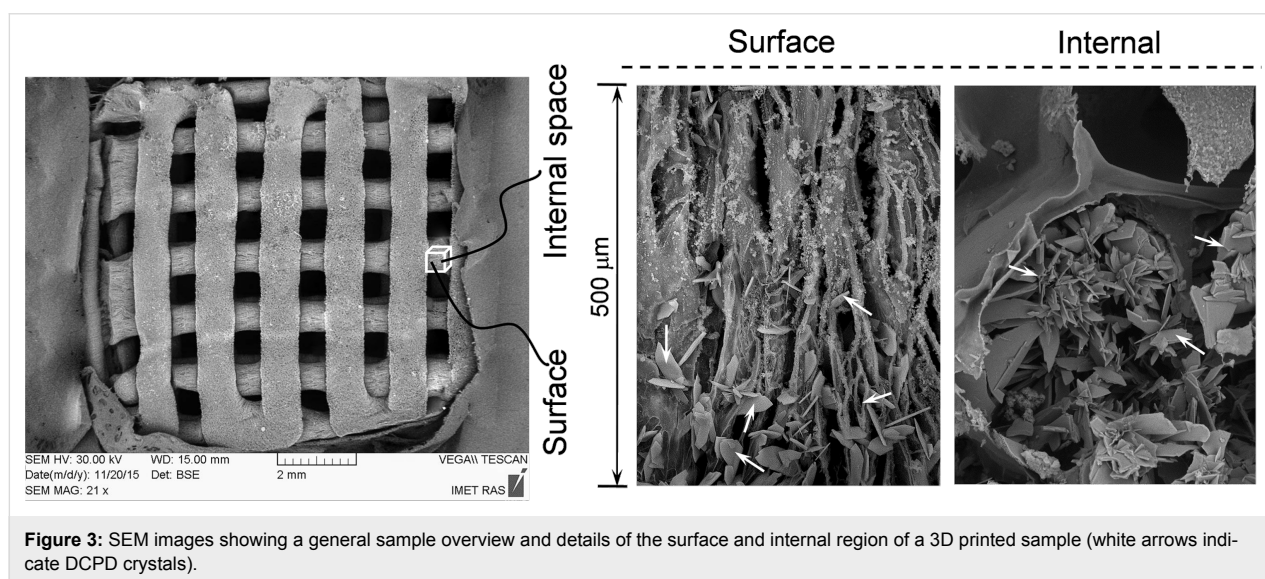 Surface
Internal
Internal space
Surface
500 μm
SEM HV: 30.00 kV WD: 15.00 mm VEGA\\ TESCAN
Date(m/d/y): 11/20/15 Det: BSE 2 mm
SEM MAG: 21 x IMET RAS
Figure 3: SEM images showing a general sample overview and details of the surface and internal region of a 3D printed sample (white arrows indi-
cate DCPD crystals).